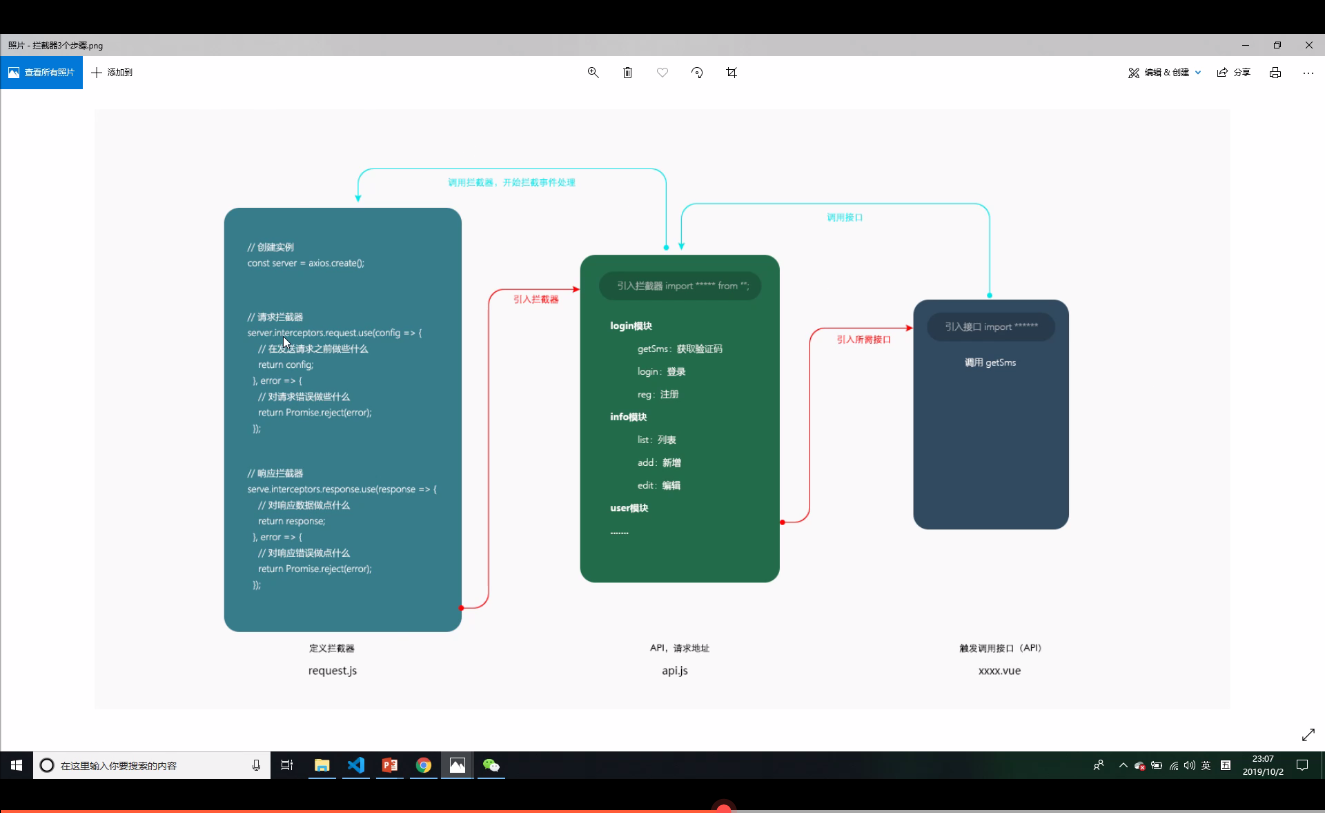 照片 - 拦截器3个步骤.png
查看所有照片
添加到
编辑 & 创建
分享
调用拦截器，开始拦截事件处理
调用接口
// 创建实例
const server = axios.create();
// 请求拦截器
server.interceptors.request.use(config => {
// 在发送请求之前做些什么
return config;
}, error => {
// 对请求错误做些什么
return Promise.reject(error);
});
// 响应拦截器
serve.interceptors.response.use(response => {
// 对响应数据做点什么
return response;
}, error => {
// 对响应错误做点什么
return Promise.reject(error);
});
引入拦截器
引入拦截器 import ***** from "";
login模块
getSms：获取验证码
login：登录
reg：注册
info模块
list：列表
add：新增
edit：编辑
user模块
.......
引入所需接口
引入接口 import ******
调用 getSms
定义拦截器
request.js
API，请求地址
api.js
触发调用接口（API）
xxxx.vue
在这里输入你要搜索的内容
英
23:07
2019/10/2